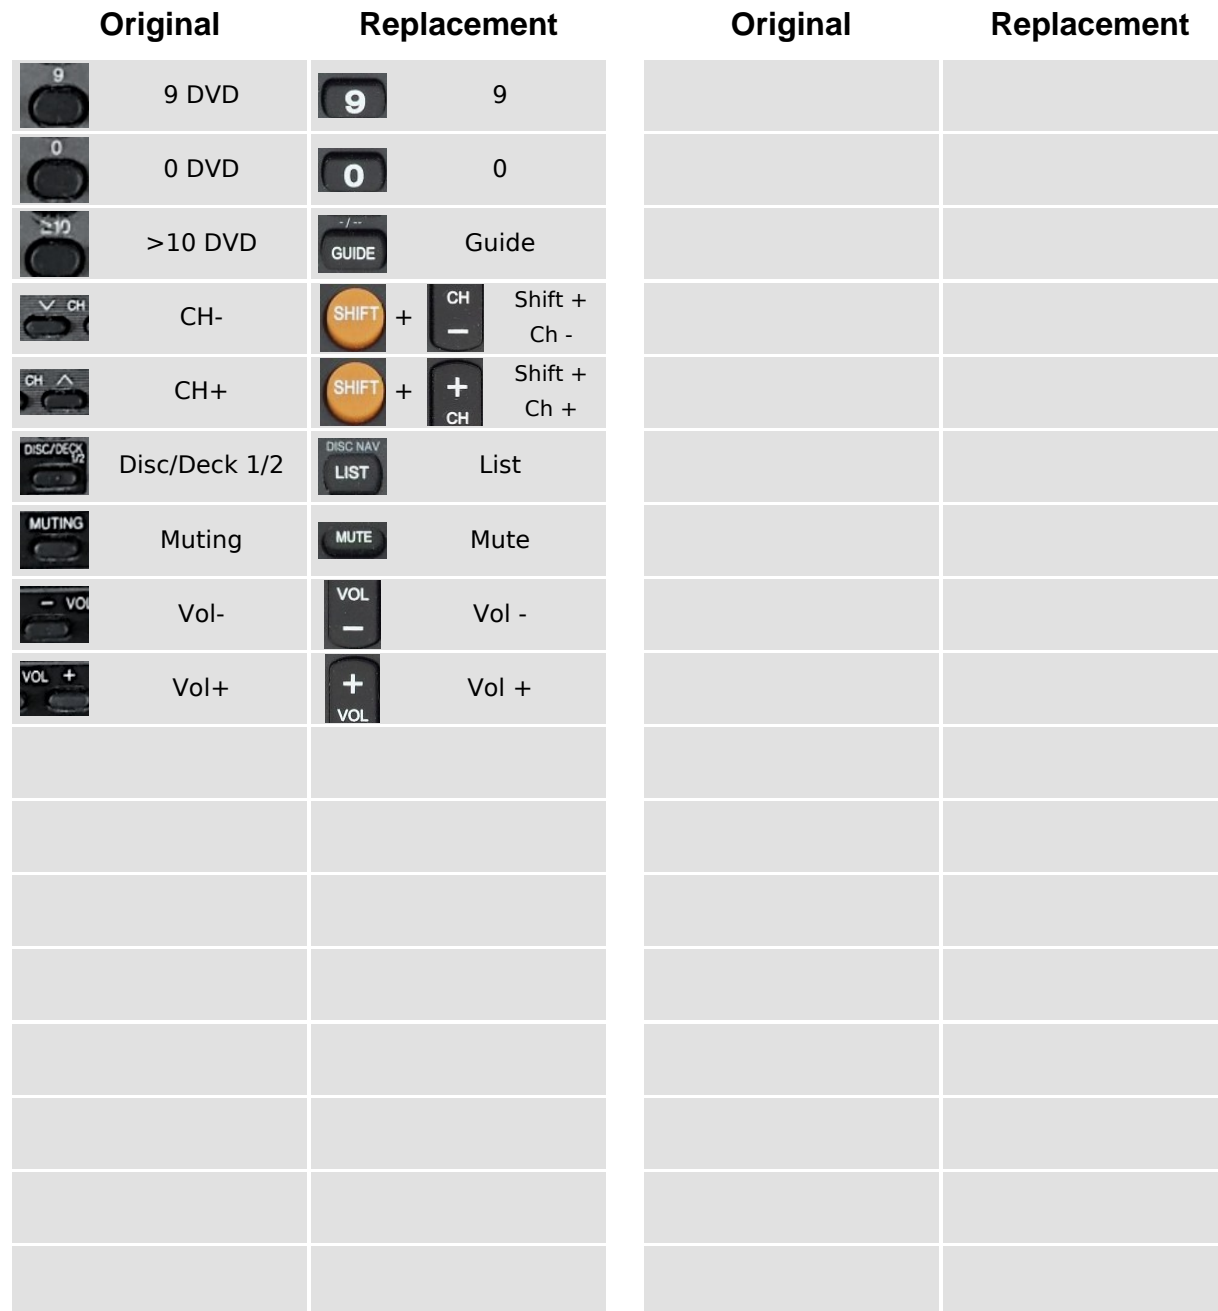 Original Replacement Original Replacement
9 9 DVD 9 9
0 0 DVD 0 0
≥10 >10 DVD -/-- GUIDE Guide
CH CH- SHIFT + CH − Shift +
Ch -
CH CH+ SHIFT + + CH Shift +
Ch +
DISC/DECK 1/2 Disc/Deck 1/2 DISC NAV LIST List
MUTING Muting MUTE Mute
− VOL Vol- VOL − Vol -
VOL + Vol+ + VOL Vol +